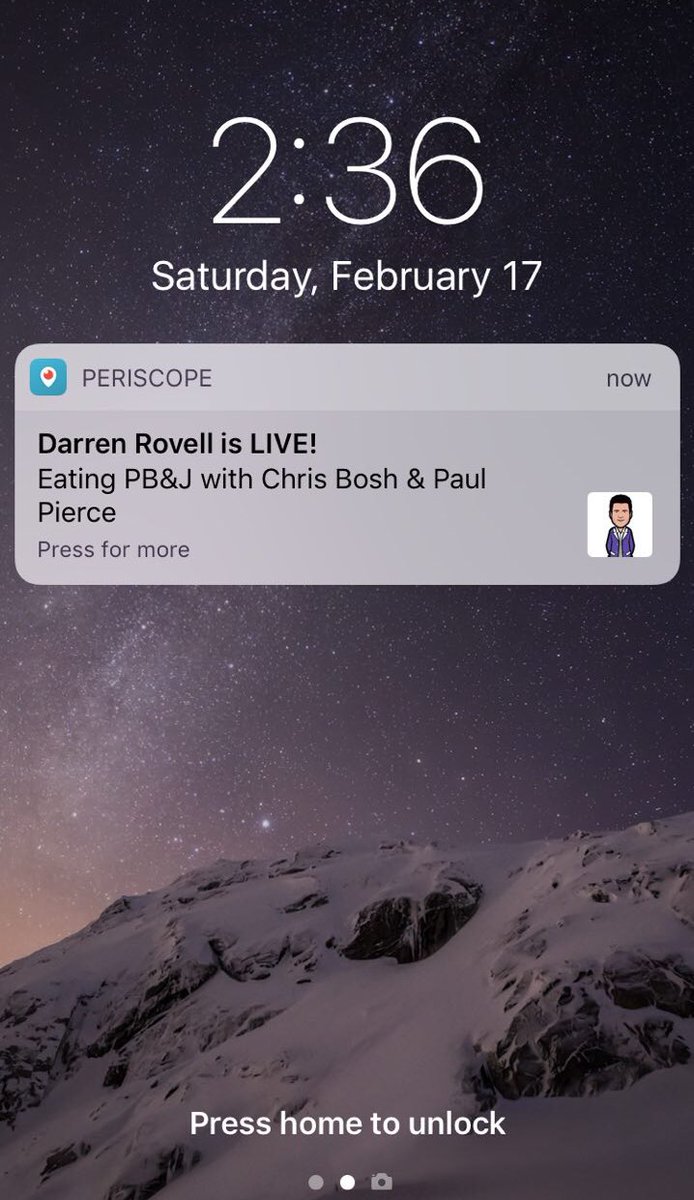 2:36
Saturday, February 17
PERISCOPE
now
Darren Rovell is LIVE!
Eating PB&J with Chris Bosh & Paul
Pierce
Press for more
Press home to unlock